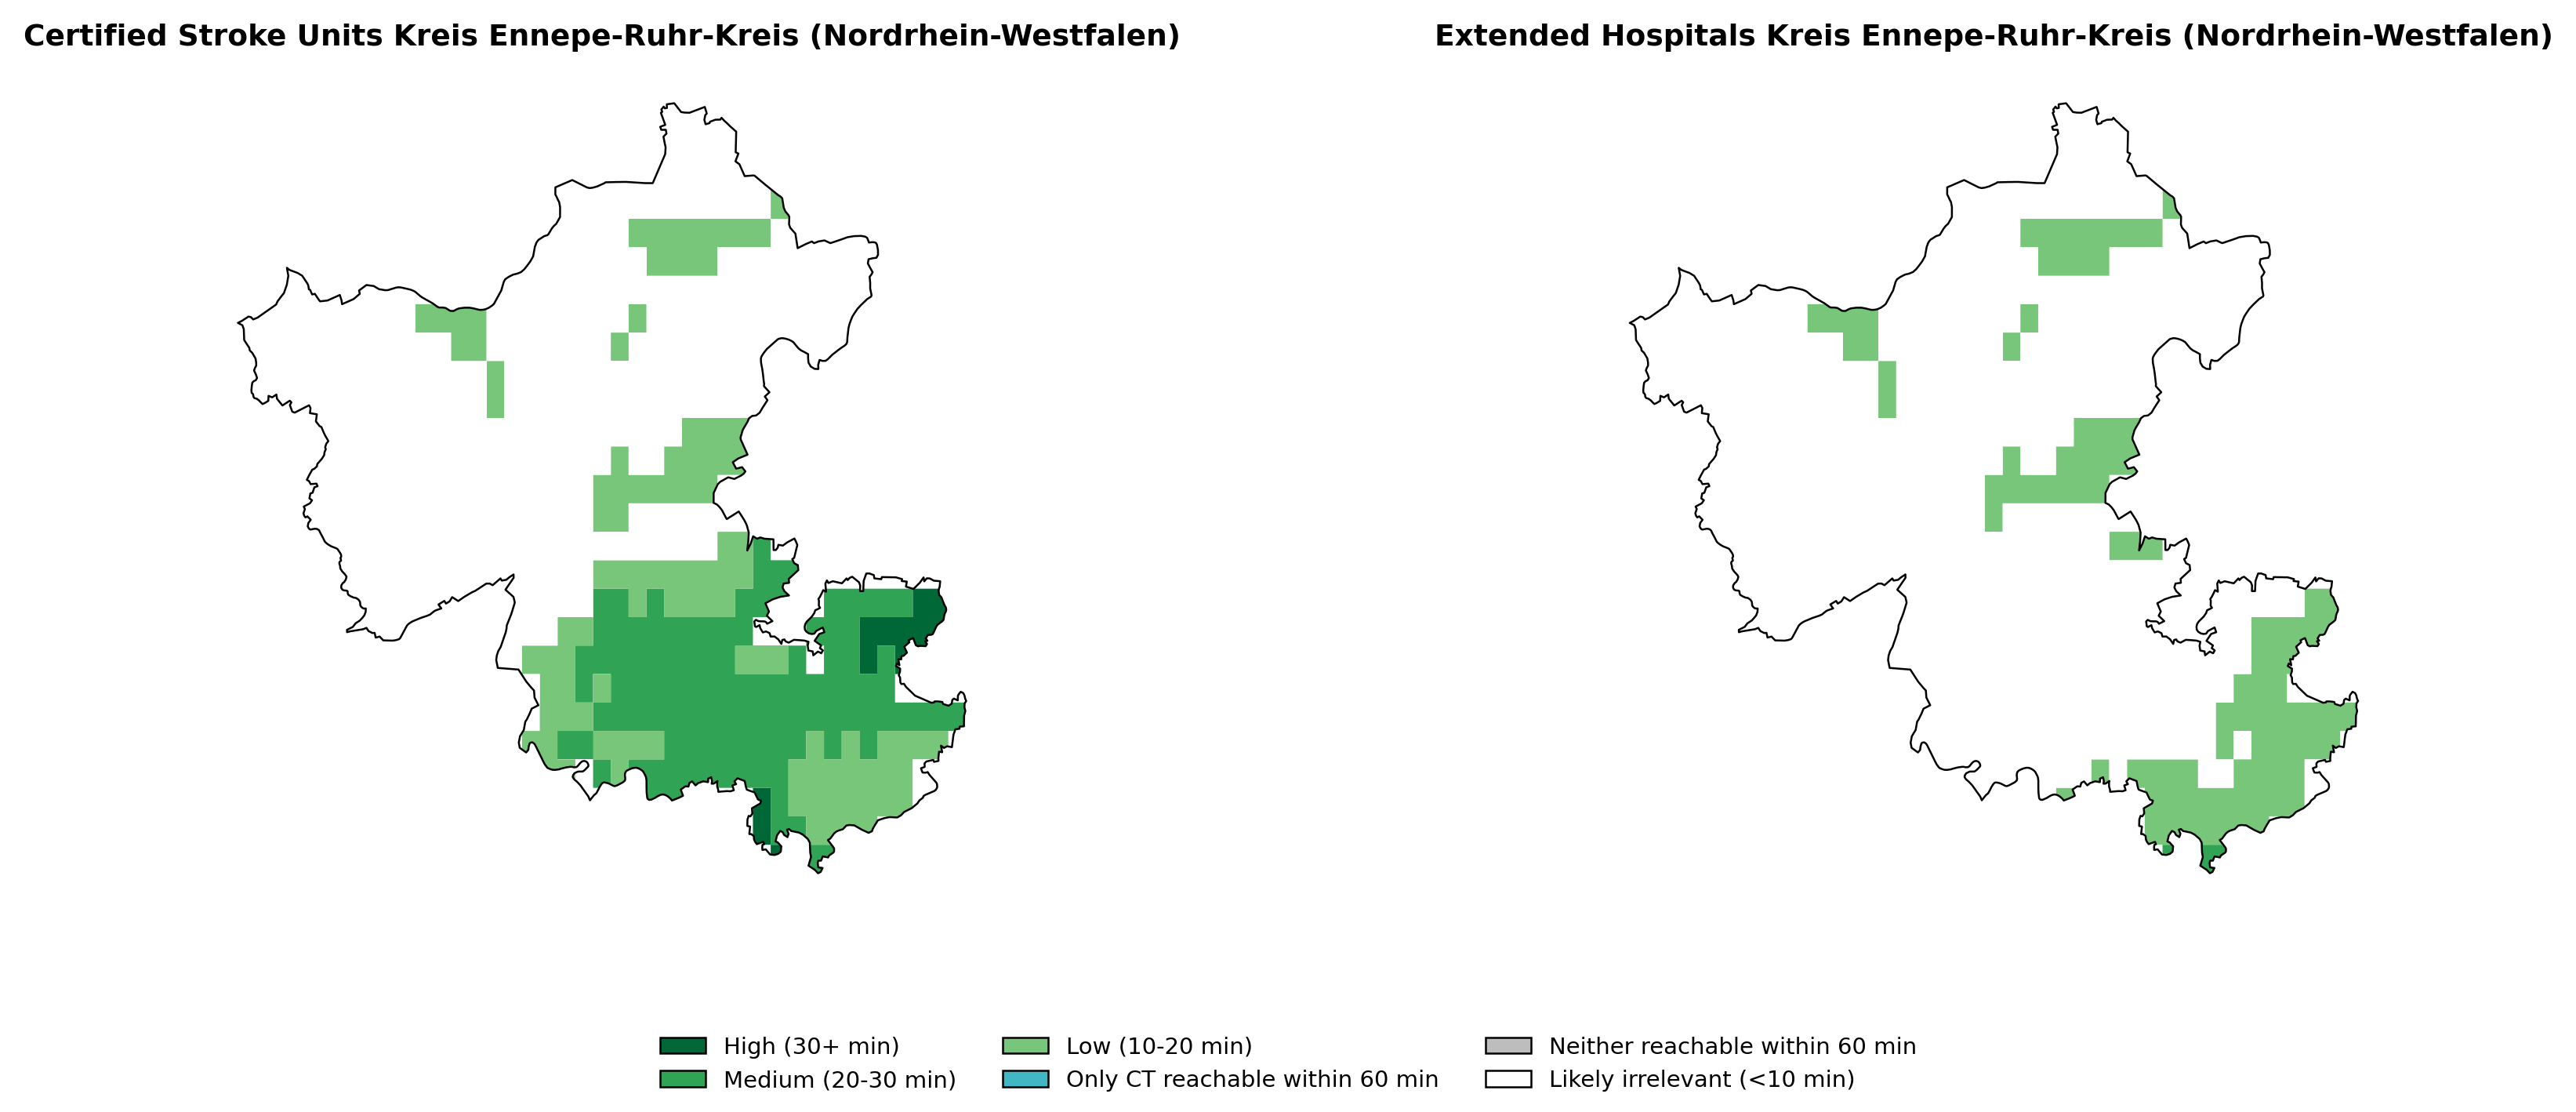 Certified Stroke Units Kreis Ennepe-Ruhr-Kreis (Nordrhein-Westfalen)
Extended Hospitals Kreis Ennepe-Ruhr-Kreis (Nordrhein-Westfalen)
High (30+ min)
Medium (20-30 min)
Low (10-20 min)
Only CT reachable within 60 min
Neither reachable within 60 min
Likely irrelevant (<10 min)